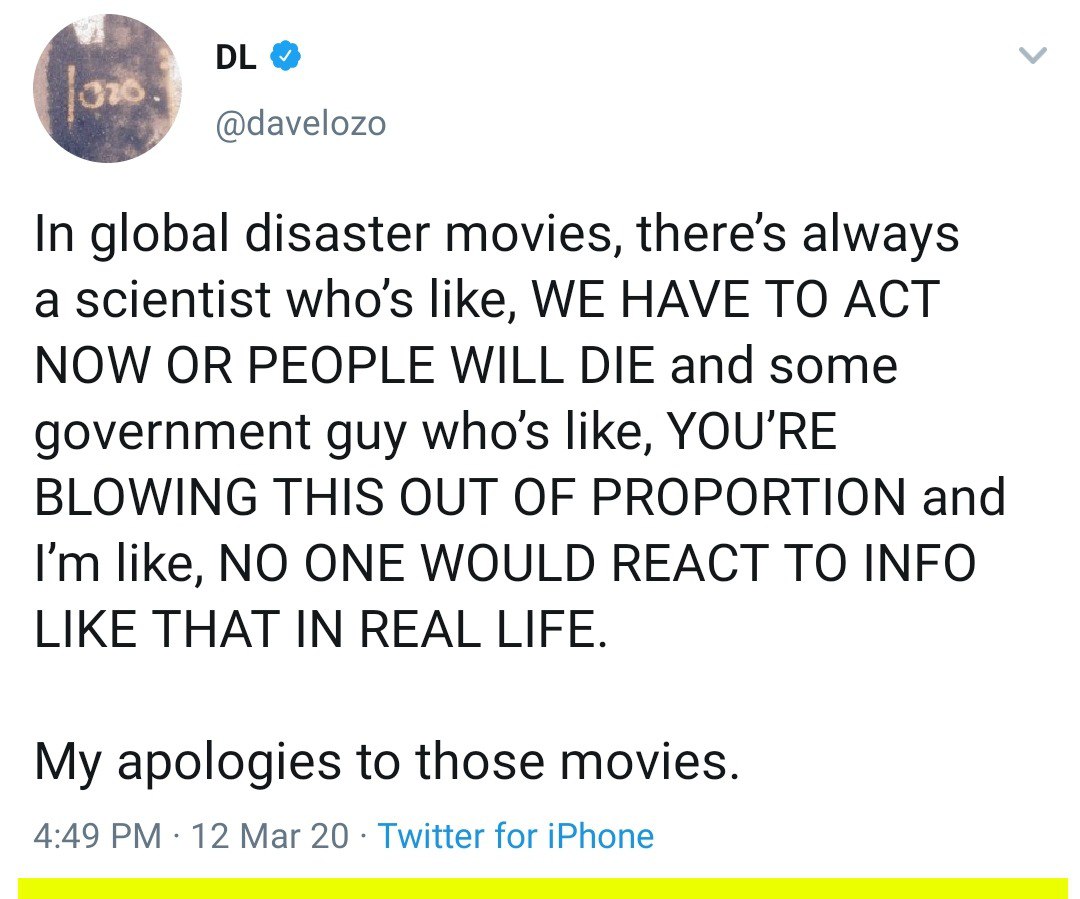 DL
@davelozo
In global disaster movies, there’s always
a scientist who’s like, WE HAVE TO ACT
NOW OR PEOPLE WILL DIE and some
government guy who’s like, YOU’RE
BLOWING THIS OUT OF PROPORTION and
I’m like, NO ONE WOULD REACT TO INFO
LIKE THAT IN REAL LIFE.
My apologies to those movies.
4:49 PM · 12 Mar 20 · Twitter for iPhone